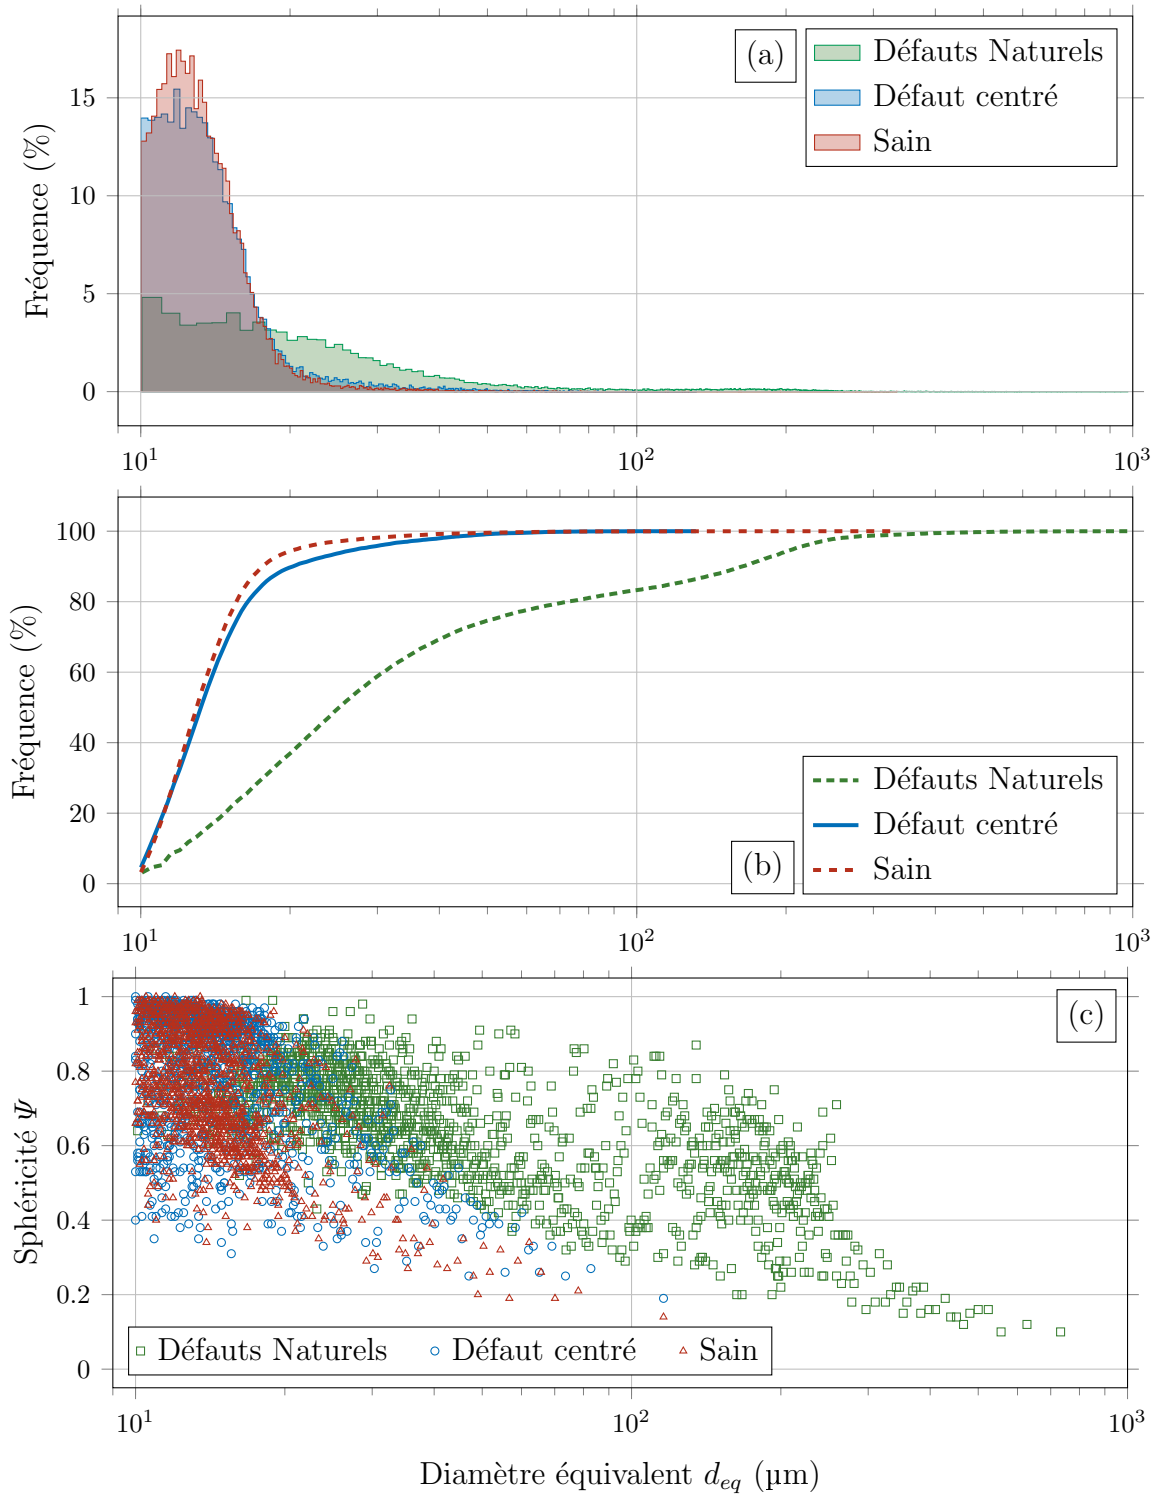 (a)
Défauts Naturels
Défaut centré
Sain
Fréquence (%)
15
10
5
0
10¹ 10² 10³
Fréquence (%)
100
80
60
40
20
0
Défauts Naturels
Défaut centré
(b)
Sain
10¹ 10² 10³
Sphéricité Ψ
1
(c)
0.8
0.6
0.4
0.2
Défauts Naturels Défaut centré Sain
0
10¹ 10² 10³
Diamètre équivalent d_eq (µm)